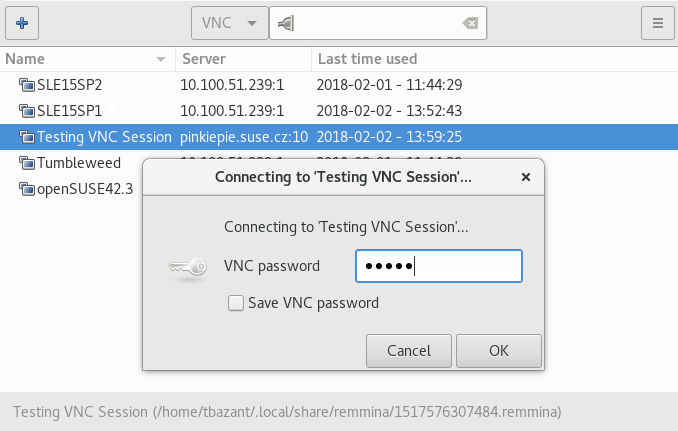 VNC
Name Server Last time used
SLE15SP2 10.100.51.239:1 2018-02-01 - 11:44:29
SLE15SP1 10.100.51.239:1 2018-02-02 - 13:52:43
Testing VNC Session pinkiepie.suse.cz:10 2018-02-02 - 13:59:25
Tumbleweed
openSUSE42.3
Connecting to 'Testing VNC Session'...
Connecting to 'Testing VNC Session'...
VNC password •••••
Save VNC password
Cancel OK
Testing VNC Session (/home/tbazant/.local/share/remmina/1517576307484.remmina)